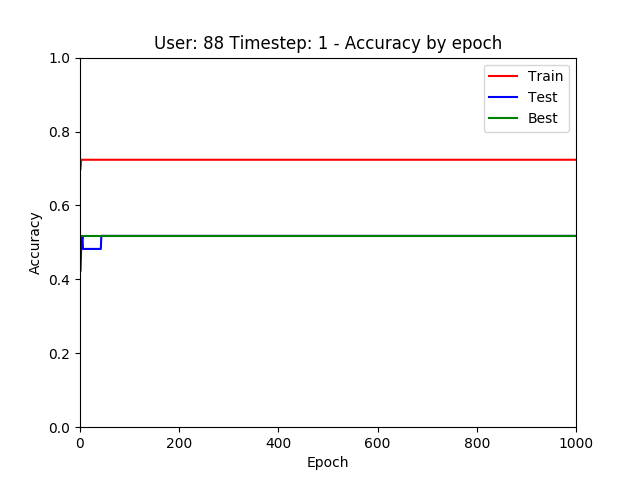 User: 88 Timestep: 1 - Accuracy by epoch
1.0
0.8
0.6
0.4
0.2
0.0
Accuracy
Train
Test
Best
0 200 400 600 800 1000
Epoch